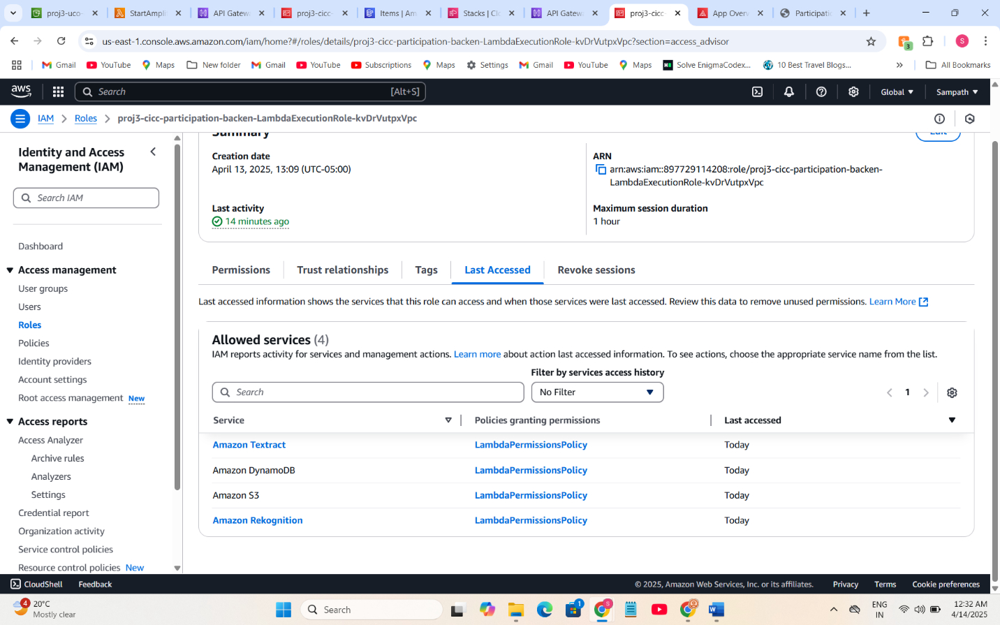 proj3-uco-
StartAmpli
API Gatew
proj3-cicc-
Items | Am
Stacks | Cl
API Gatew
proj3-cicc-
App Over
Participati
us-east-1.console.aws.amazon.com/iam/home?#/roles/details/proj3-cicc-participation-backen-LambdaExecutionRole-kvDrVutpxVpc?section=access_advisor
3
S
Gmail
YouTube
Maps
New folder
Gmail
YouTube
Subscriptions
Maps
Settings
Gmail
YouTube
Maps
Solve EnigmaCodex...
10 Best Travel Blogs...
All Bookmarks
aws
Search [Alt+S]
Global
Sampath
IAM
Roles
proj3-cicc-participation-backen-LambdaExecutionRole-kvDrVutpxVpc
Identity and Access
Management (IAM)
Search IAM
Dashboard
Access management
User groups
Users
Roles
Policies
Identity providers
Account settings
Root access management New
Access reports
Access Analyzer
Archive rules
Analyzers
Settings
Credential report
Organization activity
Service control policies
Resource control policies New
Summary
Edit
Creation date
April 13, 2025, 13:09 (UTC-05:00)
ARN
arn:aws:iam::897729114208:role/proj3-cicc-participation-backen-
LambdaExecutionRole-kvDrVutpxVpc
Last activity
14 minutes ago
Maximum session duration
1 hour
Permissions
Trust relationships
Tags
Last Accessed
Revoke sessions
Last accessed information shows the services that this role can access and when those services were last accessed. Review this data to remove unused permissions. Learn More
Allowed services (4)
IAM reports activity for services and management actions. Learn more about action last accessed information. To see actions, choose the appropriate service name from the list.
Filter by services access history
Search
No Filter
1
Service
Policies granting permissions
Last accessed
Amazon Textract LambdaPermissionsPolicy Today
Amazon DynamoDB LambdaPermissionsPolicy Today
Amazon S3 LambdaPermissionsPolicy Today
Amazon Rekognition LambdaPermissionsPolicy Today
CloudShell
Feedback
© 2025, Amazon Web Services, Inc. or its affiliates.
Privacy
Terms
Cookie preferences
4
20°C
Mostly clear
Search
1
S
ENG
IN
12:32 AM
4/14/2025